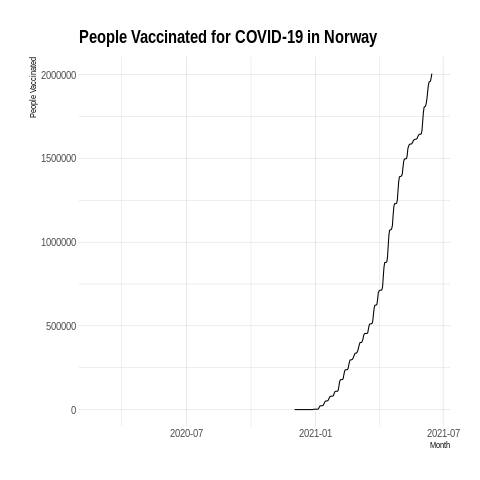 People Vaccinated for COVID-19 in Norway
People Vaccinated
2000000
1500000
1000000
500000
0
2020-07
2021-01
2021-07
Month